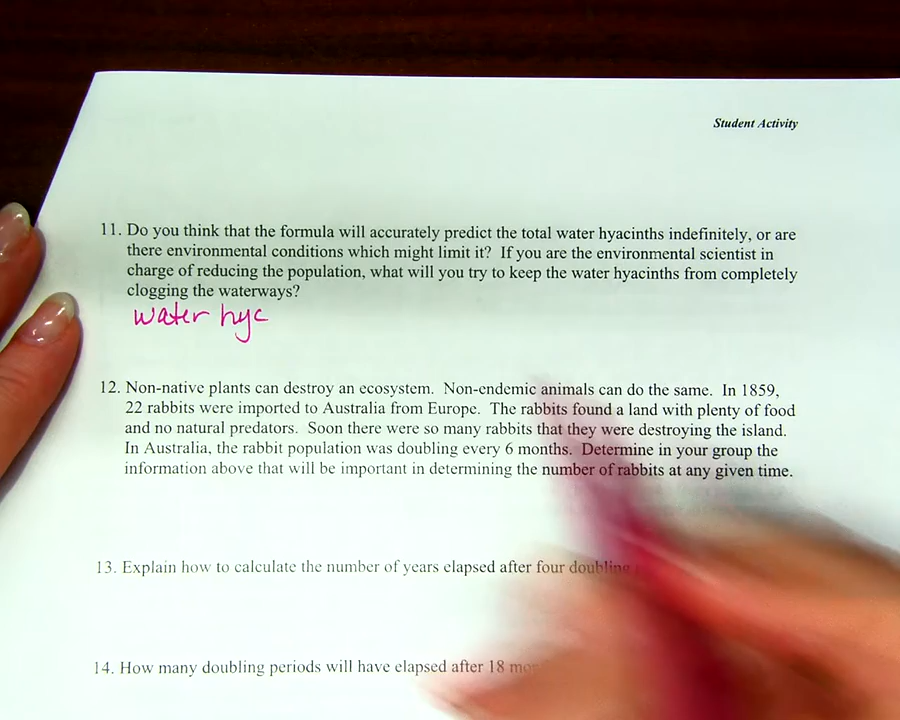 Student Activity
11. Do you think that the formula will accurately predict the total water hyacinths indefinitely, or are
there environmental conditions which might limit it? If you are the environmental scientist in
charge of reducing the population, what will you try to keep the water hyacinths from completely
clogging the waterways?
water hyc
12. Non-native plants can destroy an ecosystem. Non-endemic animals can do the same. In 1859,
22 rabbits were imported to Australia from Europe. The rabbits found a land with plenty of food
and no natural predators. Soon there were so many rabbits that they were destroying the island.
In Australia, the rabbit population was doubling every 6 months. Determine in your group the
information above that will be important in determining the number of rabbits at any given time.
13. Explain how to calculate the number of years elapsed after four doubling
14. How many doubling periods will have elapsed after 18